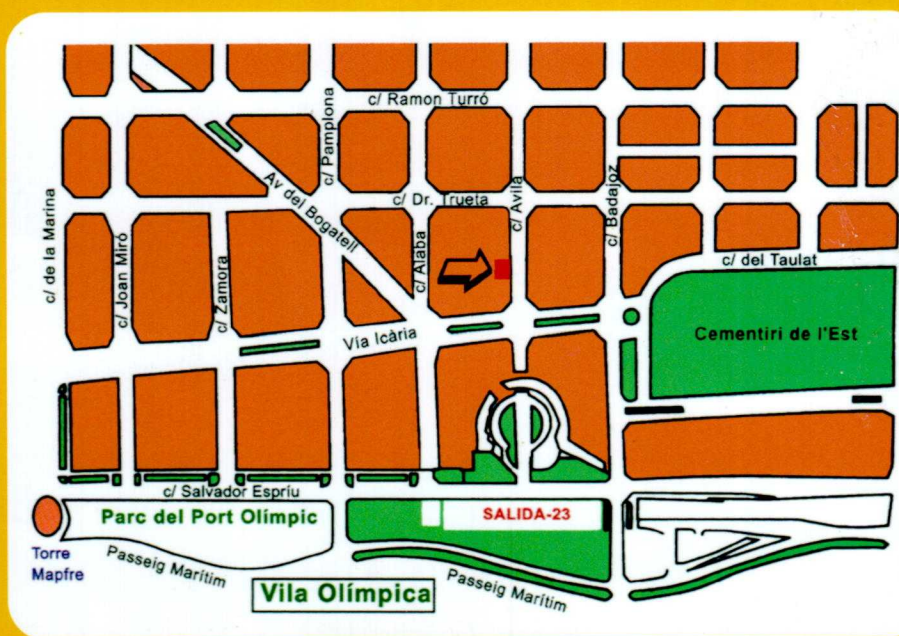 c/ Ramon Turró
c/ Pamplona
Av del Bogatell
c/ Dr. Trueta
c/ Avila
c/ Badajoz
c/ de la Marina
c/ Joan Miró
c/ Zamora
c/ Alaba
c/ del Taulat
Vía Icària
Cementiri de l'Est
c/ Salvador Espríu
Parc del Port Olímpic
SALIDA-23
Torre
Mapfre
Passeig Marítim
Passeig Marítim
Vila Olímpica